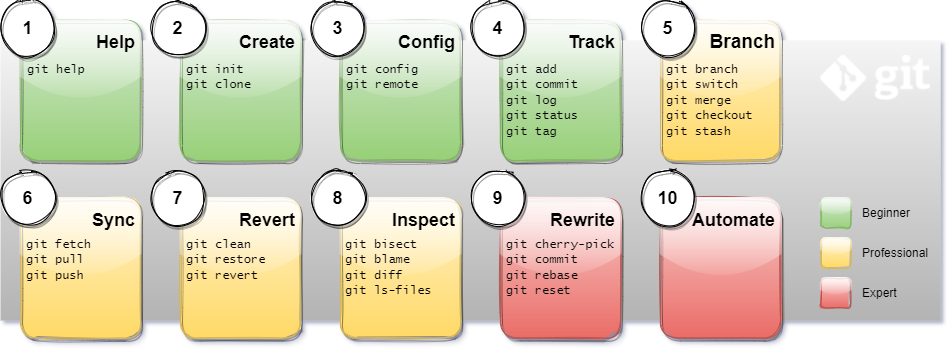 1
Help
git help
2
Create
git init
git clone
3
Config
git config
git remote
4
Track
git add
git commit
git log
git status
git tag
5
Branch
git branch
git switch
git merge
git checkout
git stash
git
6
Sync
git fetch
git pull
git push
7
Revert
git clean
git restore
git revert
8
Inspect
git bisect
git blame
git diff
git ls-files
9
Rewrite
git cherry-pick
git commit
git rebase
git reset
10
Automate
Beginner
Professional
Expert